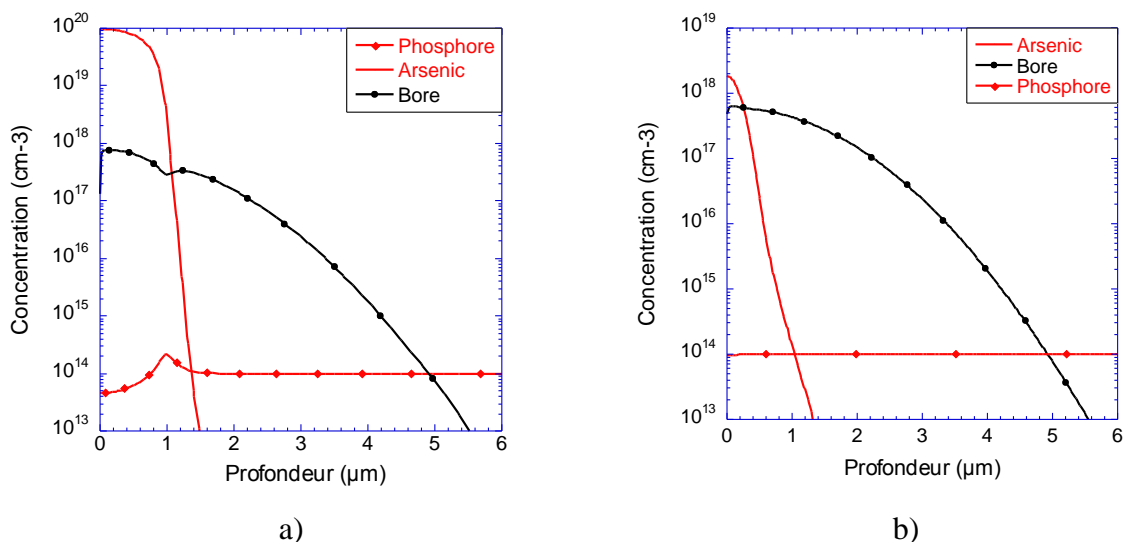 10^20
10^19
10^18
10^17
10^16
10^15
10^14
10^13
Concentration (cm-3)
Phosphore
Arsenic
Bore
0 1 2 3 4 5 6
Profondeur (µm)
a)
10^19
10^18
10^17
10^16
10^15
10^14
10^13
Concentration (cm-3)
Arsenic
Bore
Phosphore
0 1 2 3 4 5 6
Profondeur (µm)
b)